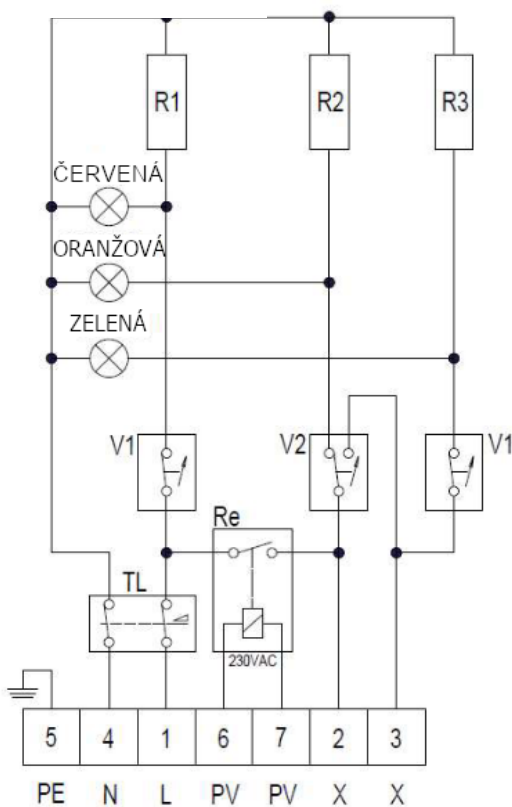 R1 R2 R3
ČERVENÁ
ORANŽOVÁ
ZELENÁ
V1 V2 V1
Re
TL
230VAC
5 4 1 6 7 2 3
PE N L PV PV X X